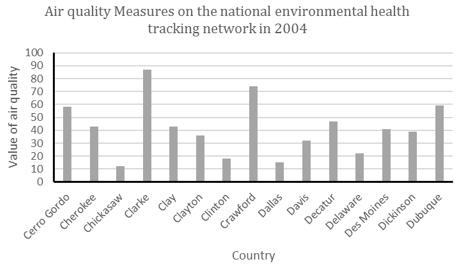 Air quality Measures on the national environmental health
tracking network in 2004
Value of air quality
100
90
80
70
60
50
40
30
20
10
0
Cerro Gordo
Cherokee
Chickasaw
Clarke
Clay
Clayton
Clinton
Crawford
Dallas
Davis
Decatur
Delaware
Des Moines
Dickinson
Dubuque
Country